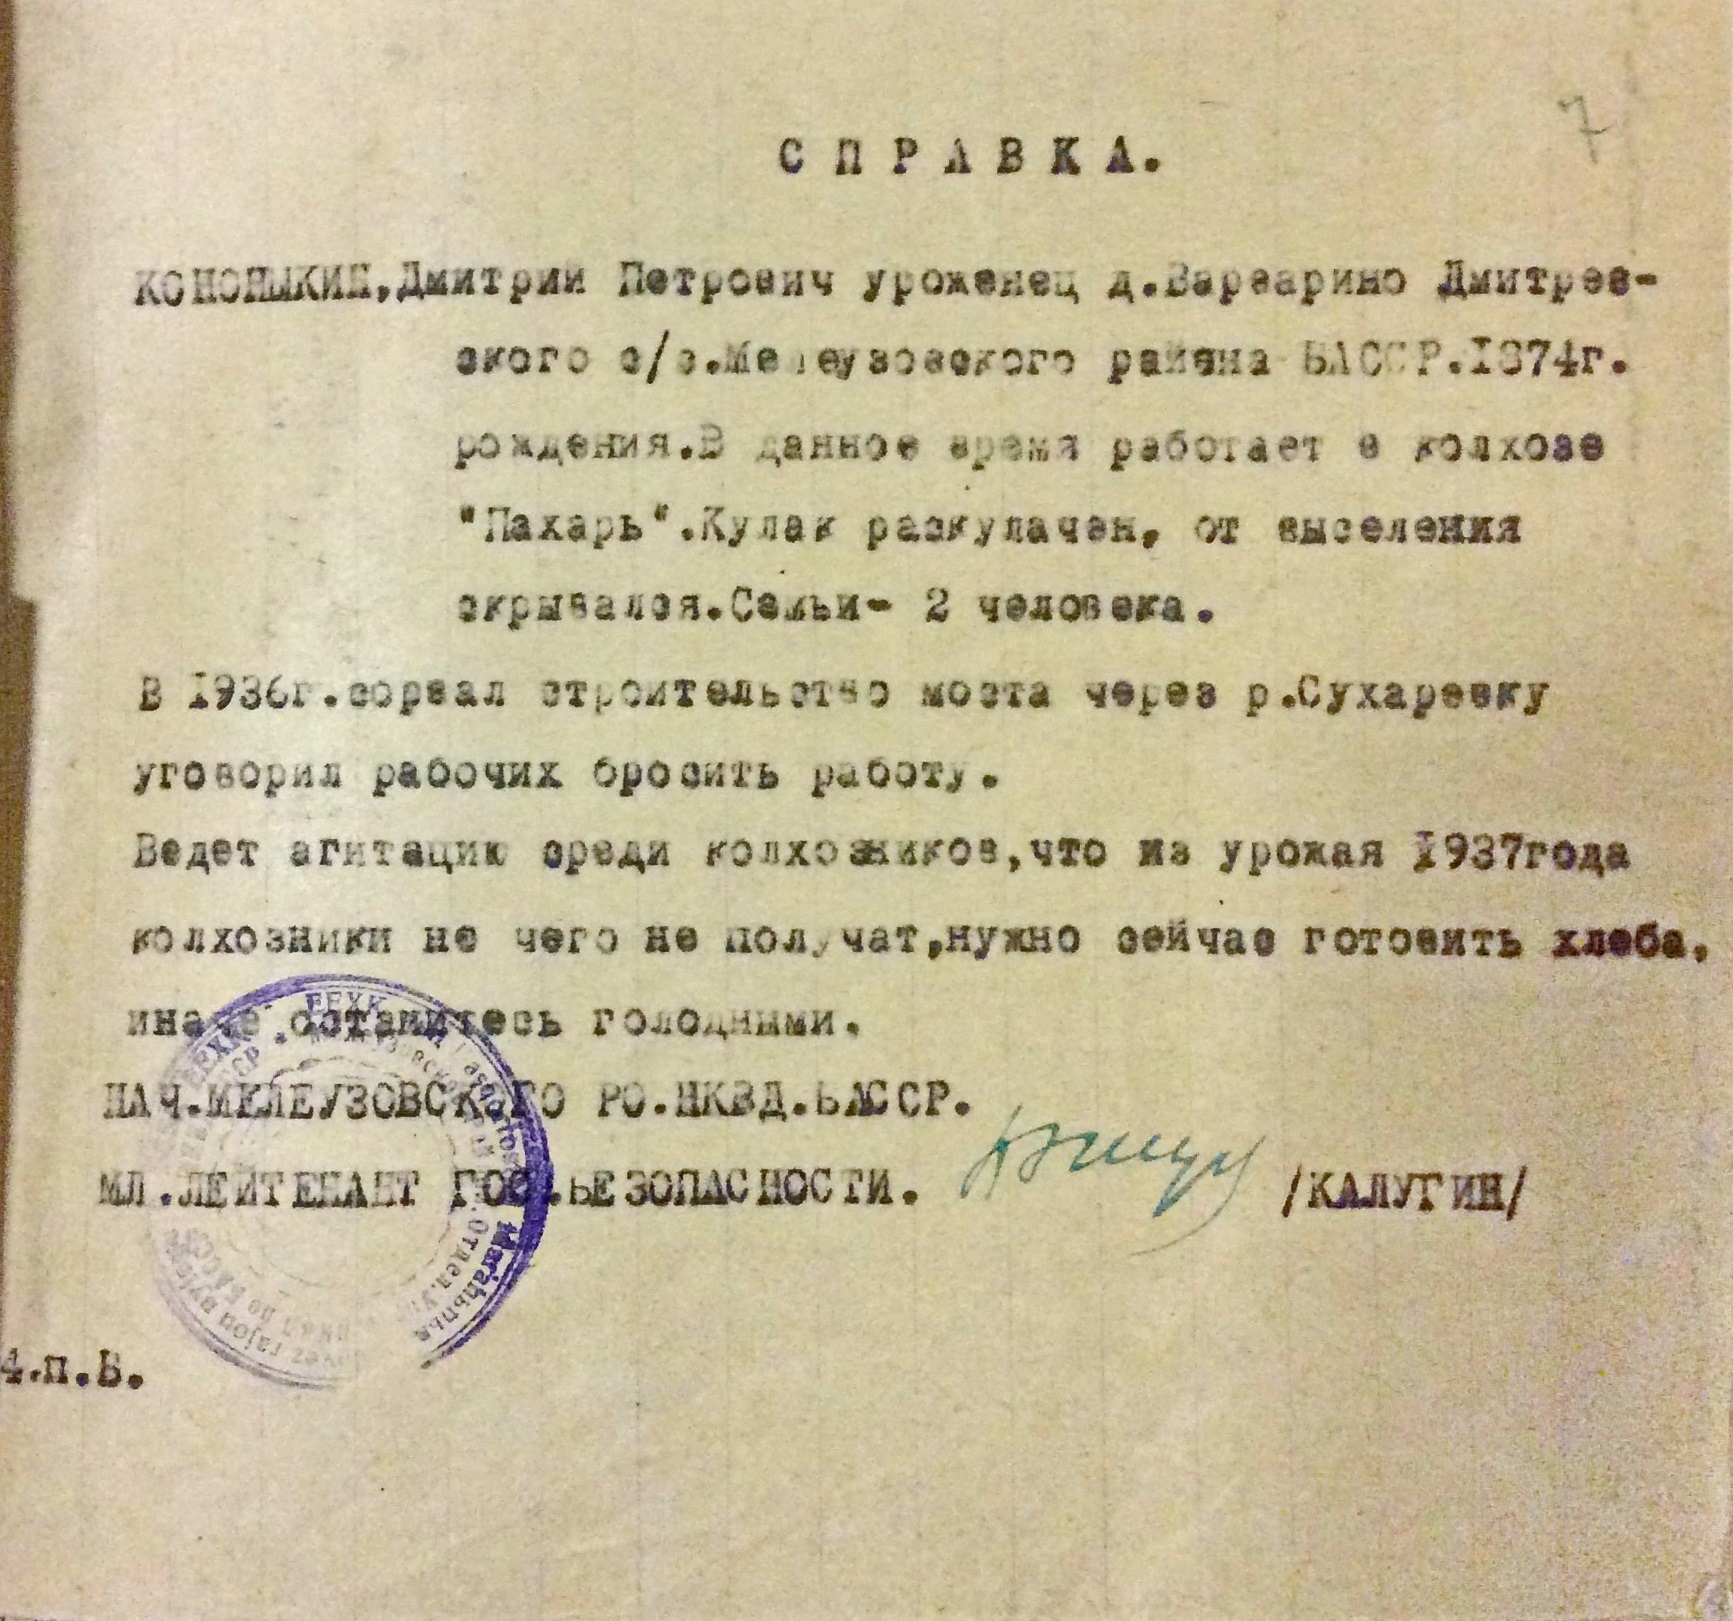 7
С П Р А В К А.
КОНОНЫКИН,Дмитрий Петрович уроженец д.Варварино Дмитрев-
ского с/с.Мелеузовского района БАССР.1874г.
рождения.В данное время работает в колхозе
"Пахарь".Кулак раскулачен, от выселения
скрывался.Семьи- 2 человека.
В 1936г.сорвал строительство моста через р.Сухаревку
уговорил рабочих бросить работу.
Ведет агитацию среди колхозников,что из урожая 1937года
колхозники не чего не получат,нужно сейчас готовить хлеба,
иначе останитесь голодными.
НАЧ.МЕЛЕУЗОВСКОГО РО.НКВД.БАССР.
МЛ.ЛЕЙТЕНАНТ ГОС.БЕЗОПАСНОСТИ.
/КАЛУГИН/
4.п.Б.